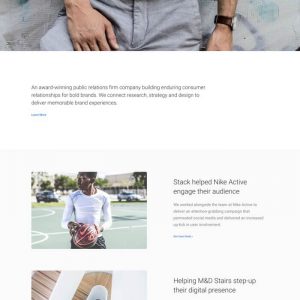 An award-winning public relations firm company building enduring consumer
relationships for bold brands. We connect research, strategy and design to
deliver memorable brand experiences.
Learn More
Stack helped Nike Active
engage their audience
We worked alongside the team at Nike Active to
deliver an attention-grabbing campaign that
permeated social media and delivered an increased
up-tick in user involvement.
Helping M&D Stairs step-up
their digital presence